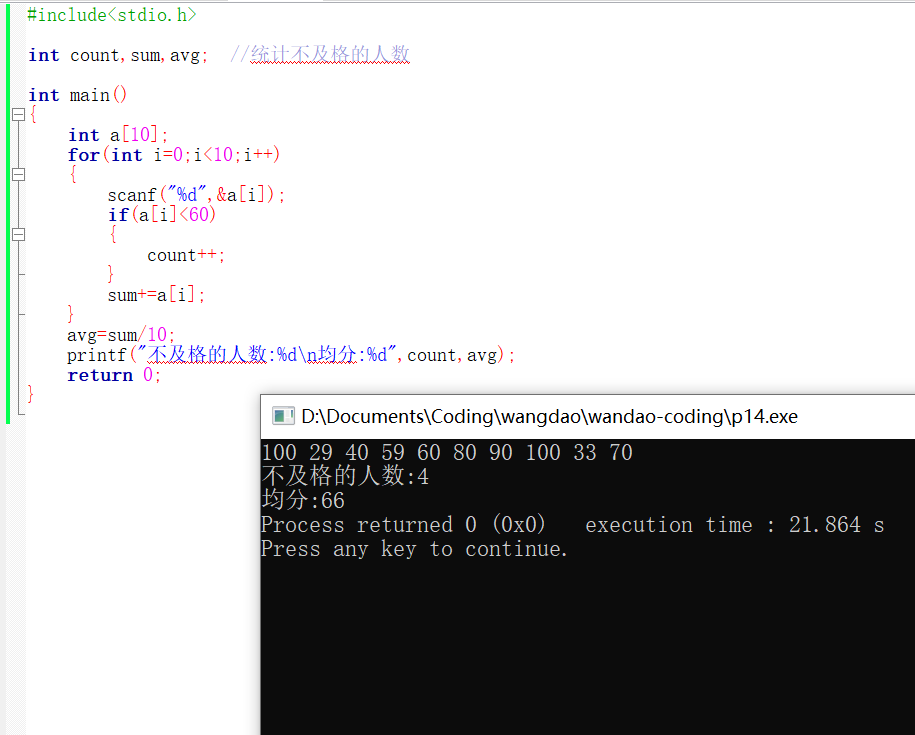 #include<stdio.h>
int count,sum,avg;  //统计不及格的人数
int main()
{
    int a[10];
    for(int i=0;i<10;i++)
    {
        scanf("%d",&a[i]);
        if(a[i]<60)
        {
            count++;
        }
        sum+=a[i];
    }
    avg=sum/10;
    printf("不及格的人数:%d\n均分:%d",count,avg);
    return 0;
}
D:\Documents\Coding\wangdao\wandao-coding\p14.exe
100 29 40 59 60 80 90 100 33 70
不及格的人数:4
均分:66
Process returned 0 (0x0)   execution time : 21.864 s
Press any key to continue.